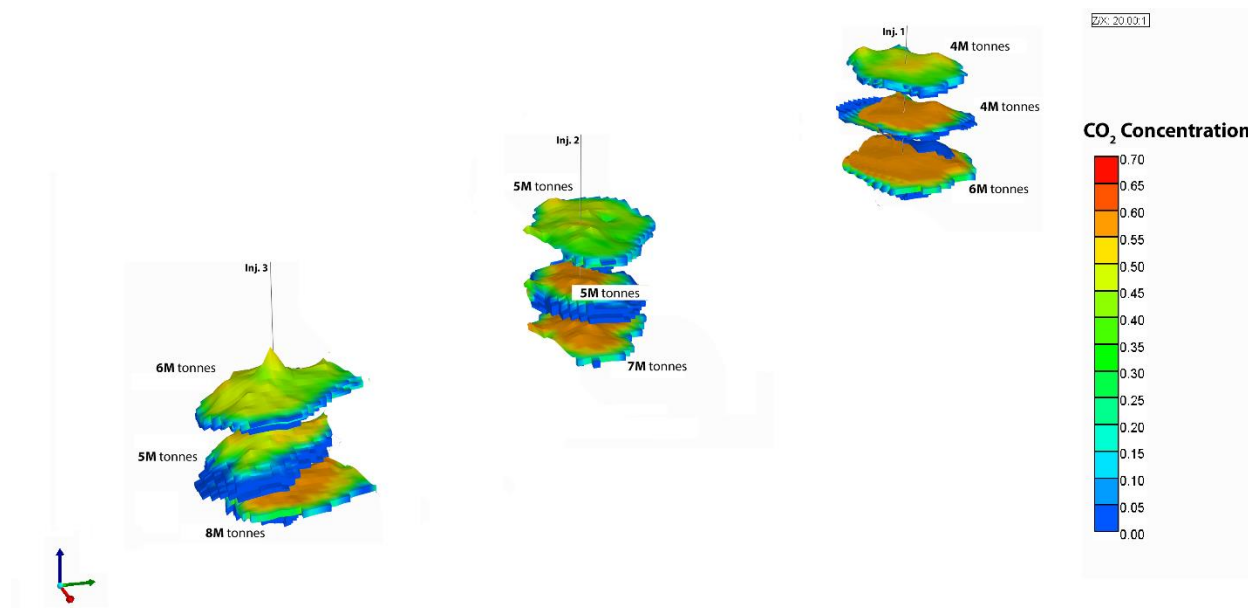 Z/X: 20.00:1
Inj. 1
4M tonnes
4M tonnes
6M tonnes
Inj. 2
5M tonnes
5M tonnes
7M tonnes
Inj. 3
6M tonnes
5M tonnes
8M tonnes
CO₂ Concentration
0.70
0.65
0.60
0.55
0.50
0.45
0.40
0.35
0.30
0.25
0.20
0.15
0.10
0.05
0.00